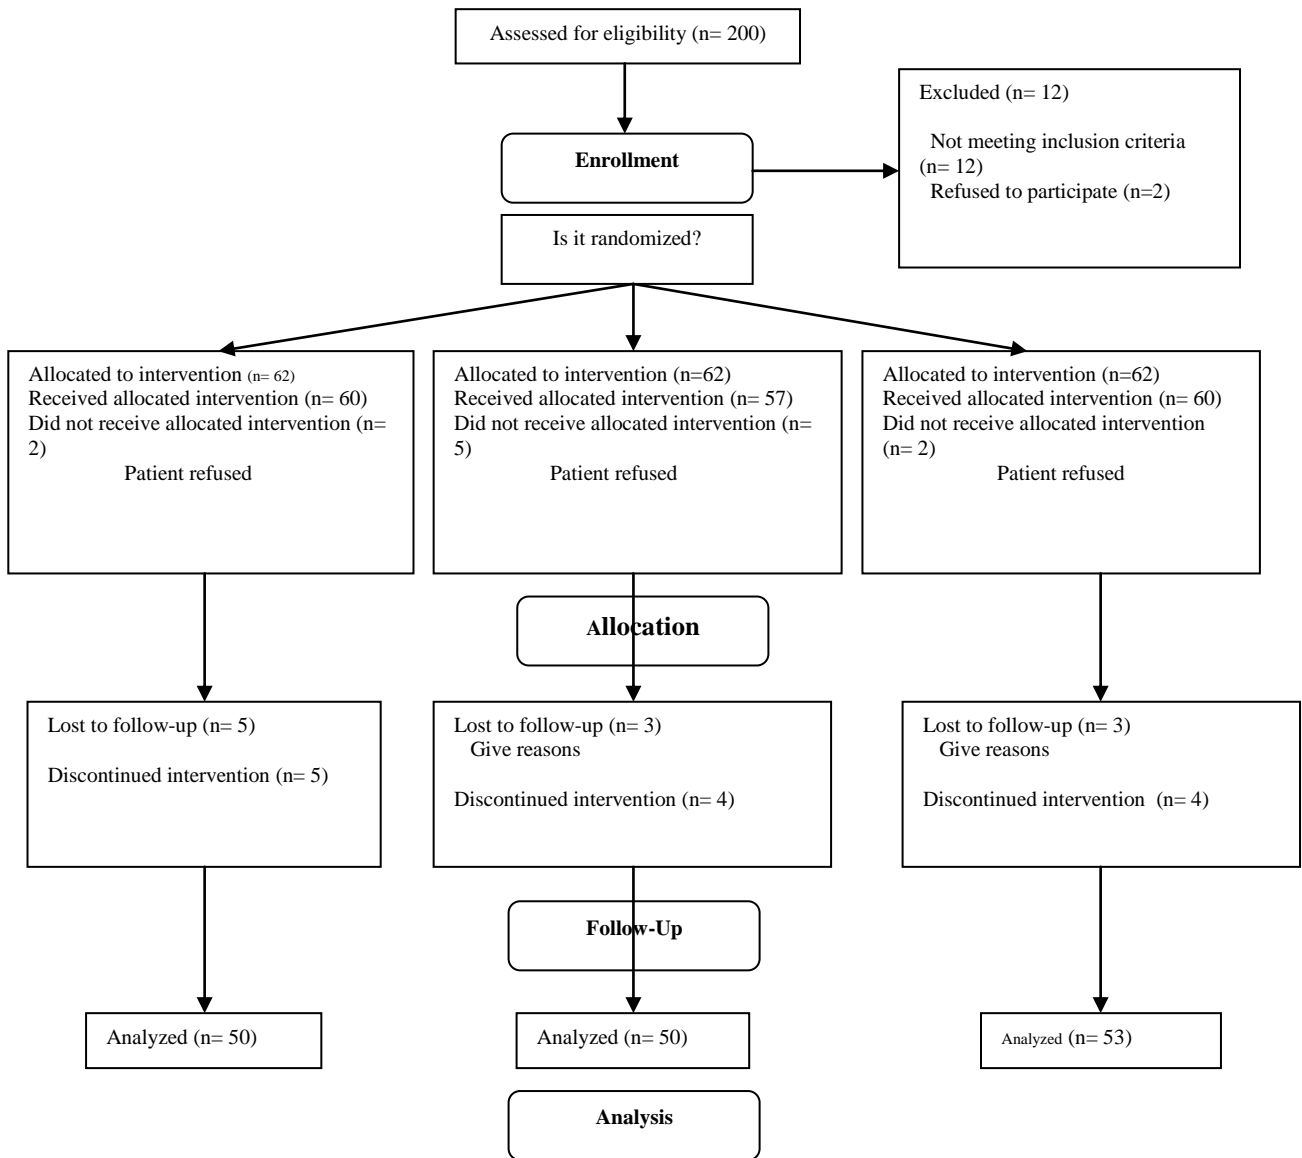 Assessed for eligibility (n= 200)
Excluded (n= 12)
Not meeting inclusion criteria
(n= 12)
Refused to participate (n=2)
Enrollment
Is it randomized?
Allocated to intervention (n= 62)
Received allocated intervention (n= 60)
Did not receive allocated intervention (n=
2)
Patient refused
Allocated to intervention (n=62)
Received allocated intervention (n= 57)
Did not receive allocated intervention (n=
5)
Patient refused
Allocated to intervention (n=62)
Received allocated intervention (n= 60)
Did not receive allocated intervention
(n= 2)
Patient refused
Allocation
Lost to follow-up (n= 5)
Discontinued intervention (n= 5)
Lost to follow-up (n= 3)
Give reasons
Discontinued intervention (n= 4)
Lost to follow-up (n= 3)
Give reasons
Discontinued intervention (n= 4)
Follow-Up
Analyzed (n= 50)
Analyzed (n= 50)
Analyzed (n= 53)
Analysis